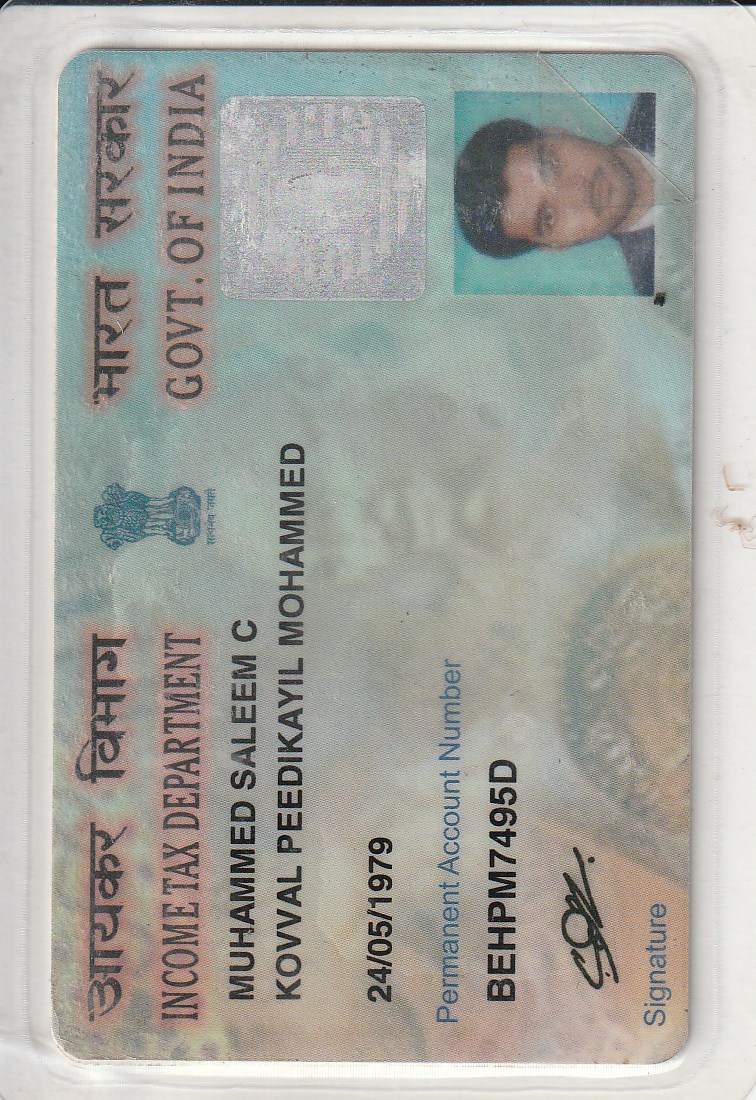 आयकर विभाग
INCOME TAX DEPARTMENT
सत्यमेव जयते
भारत सरकार
GOVT. OF INDIA
MUHAMMED SALEEM C
KOVVAL PEEDIKAYIL MOHAMMED
24/05/1979
Permanent Account Number
BEHPM7495D
Signature